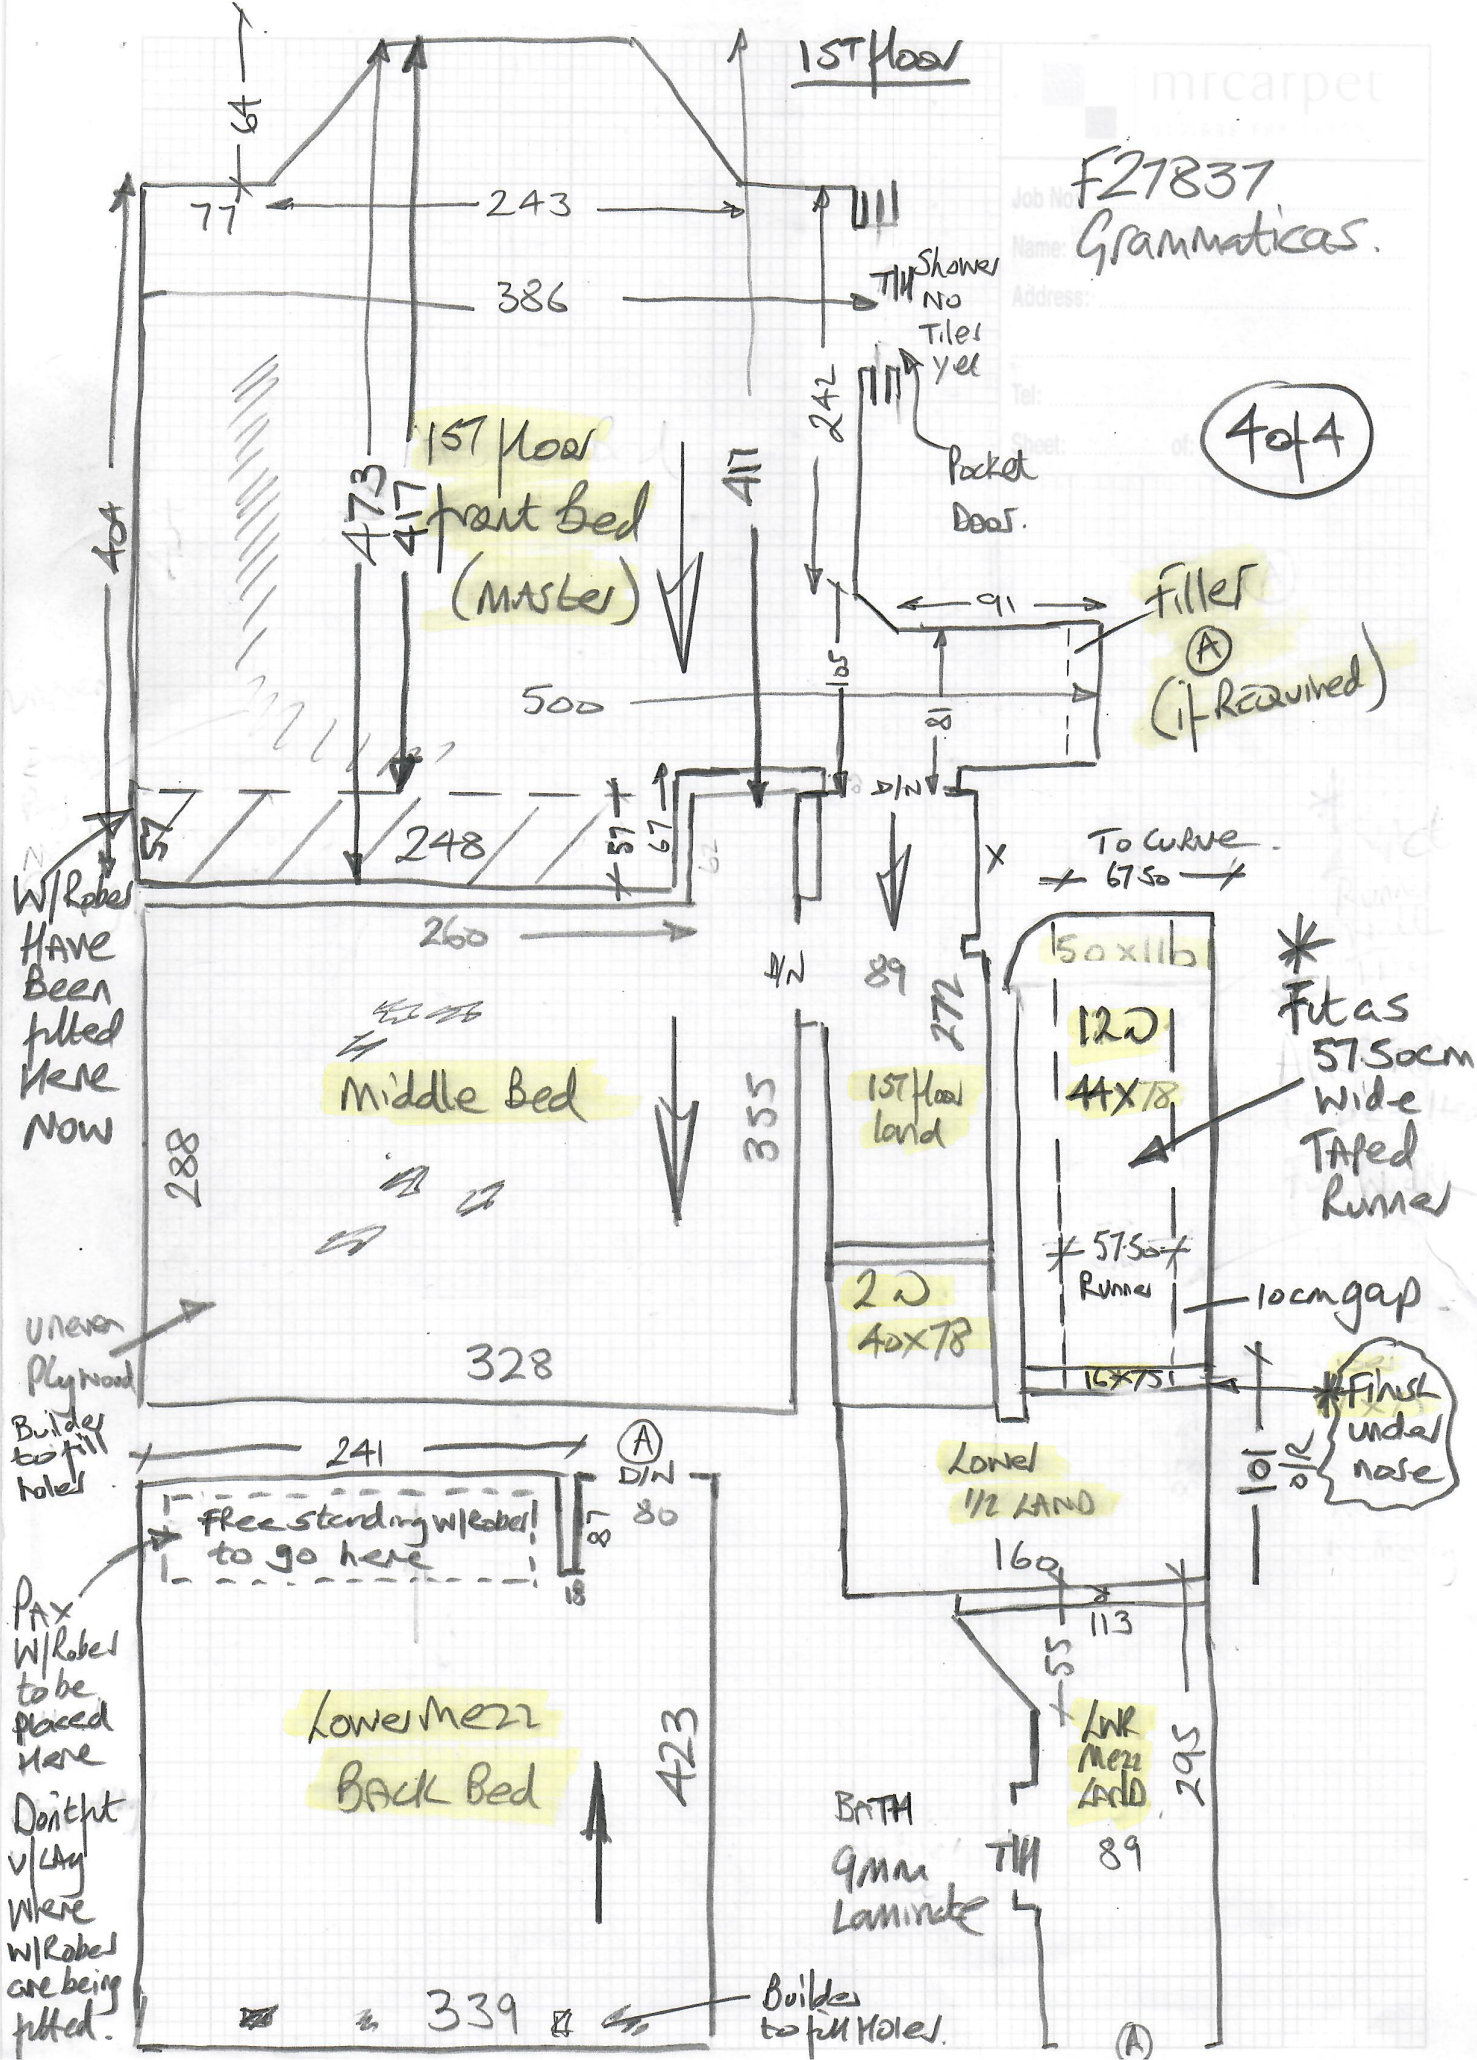 1ST floor
mrcarpet
F27837
Job No:
Grammaticas.
Name:
Address:
Tel:
Sheet: of:
4 of 4
64
77
243
386
T/H
Shower
No
Tiles
Yet
Pocket
Door.
404
473
417
1ST floor
front Bed
(MASter)
417
242
105
91
81
500
Filler
A
(if REQUIRED)
57
248
57
67
62
D/N
W/Robes
HAVE
Been
fitted
Here
Now
260
D/N
89
272
X
To CURVE.
6750
50x116
12W
44X78
*
Fit as
57.50cm
Wide
TAPed
Runner
Middle Bed
288
355
328
1ST floor
land
2W
40X78
5750
Runner
10cm gap
16X75
*Finish
under
nose
101
O/R
uneven
Plywood
Builder
to fill
holes
241
A
D/N
80
87
18
Free standing W/Robes
to go here
Lower
1/2 LAND
160
113
55
295
PAX
W/Robes
to be
placed
Here
Don't fit
U/LAy
Where
W/Robes
are being
fitted.
Lower Mezz
BACK Bed
423
339
Builder
to fill Holes.
LWR
Mezz
LAND
89
T/H
BATH
9mm
Laminate
A